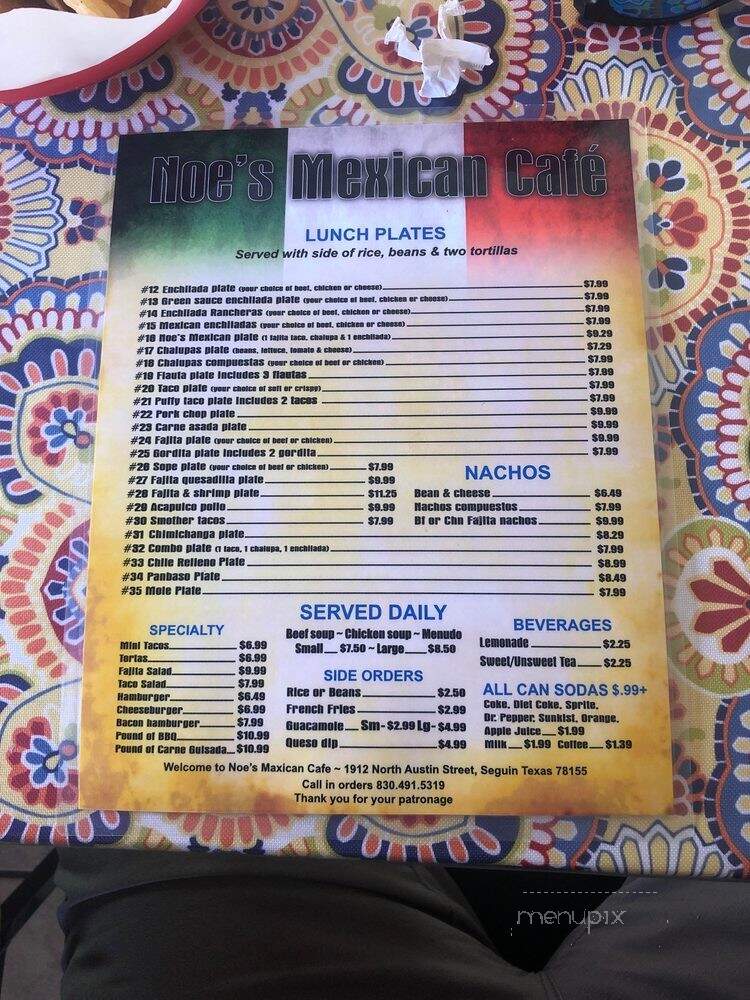 Noe's Mexican Café
LUNCH PLATES
Served with side of rice, beans & two tortillas
#12 Enchilada plate (your choice of beef, chicken or cheese) $7.99
#13 Green sauce enchilada plate (your choice of beef, chicken or cheese) $7.99
#14 Enchilada Rancheras (your choice of beef, chicken or cheese) $7.99
#15 Mexican enchiladas (your choice of beef, chicken or cheese) $7.99
#16 Noe's Mexican plate (1 fajita taco, chalupa & 1 enchilada) $9.29
#17 Chalupas plate (beans, lettuce, tomato & cheese) $7.29
#18 Chalupas compuestas (your choice of beef or chicken) $7.99
#19 Flauta plate includes 3 flautas $7.99
#20 Taco plate (your choice of soft or crispy) $7.99
#21 Puffy taco plate includes 2 tacos $7.99
#22 Pork chop plate $9.99
#23 Carne asada plate $9.99
#24 Fajita plate (your choice of beef or chicken) $9.99
#25 Gordita plate includes 2 gordita $7.99
#26 Sope plate (your choice of beef or chicken) $7.99
#27 Fajita quesadilla plate $9.99
#28 Fajita & shrimp plate $11.25
#29 Acapulco pollo $9.99
#30 Smother tacos $7.99
NACHOS
Bean & cheese $6.49
Nachos compuestos $7.99
Bf or Chn Fajita nachos $9.99
#31 Chimichanga plate $8.29
#32 Combo plate (1 taco, 1 chalupa, 1 enchilada) $7.99
#33 Chile Relleno Plate $8.99
#34 Panbaso Plate $8.49
#35 Mole Plate $7.99
SPECIALTY
Mini Tacos $6.99
Tortas $6.99
Fajita Salad $9.99
Taco Salad $7.99
Hamburger $6.49
Cheeseburger $6.99
Bacon hamburger $7.99
Pound of BBQ $10.99
Pound of Carne Guisada $10.99
SERVED DAILY
Beef soup ~ Chicken soup ~ Menudo
Small $7.50 ~ Large $8.50
SIDE ORDERS
Rice or Beans $2.50
French Fries $2.99
Guacamole Sm- $2.99 Lg- $4.99
Queso dip $4.99
BEVERAGES
Lemonade $2.25
Sweet/Unsweet Tea $2.25
ALL CAN SODAS $.99+
Coke, Diet Coke, Sprite,
Dr. Pepper, Sunkist, Orange.
Apple Juice $1.99
Milk $1.99 Coffee $1.39
Welcome to Noe's Maxican Cafe ~ 1912 North Austin Street, Seguin Texas 78155
Call in orders 830.491.5319
Thank you for your patronage
menupix